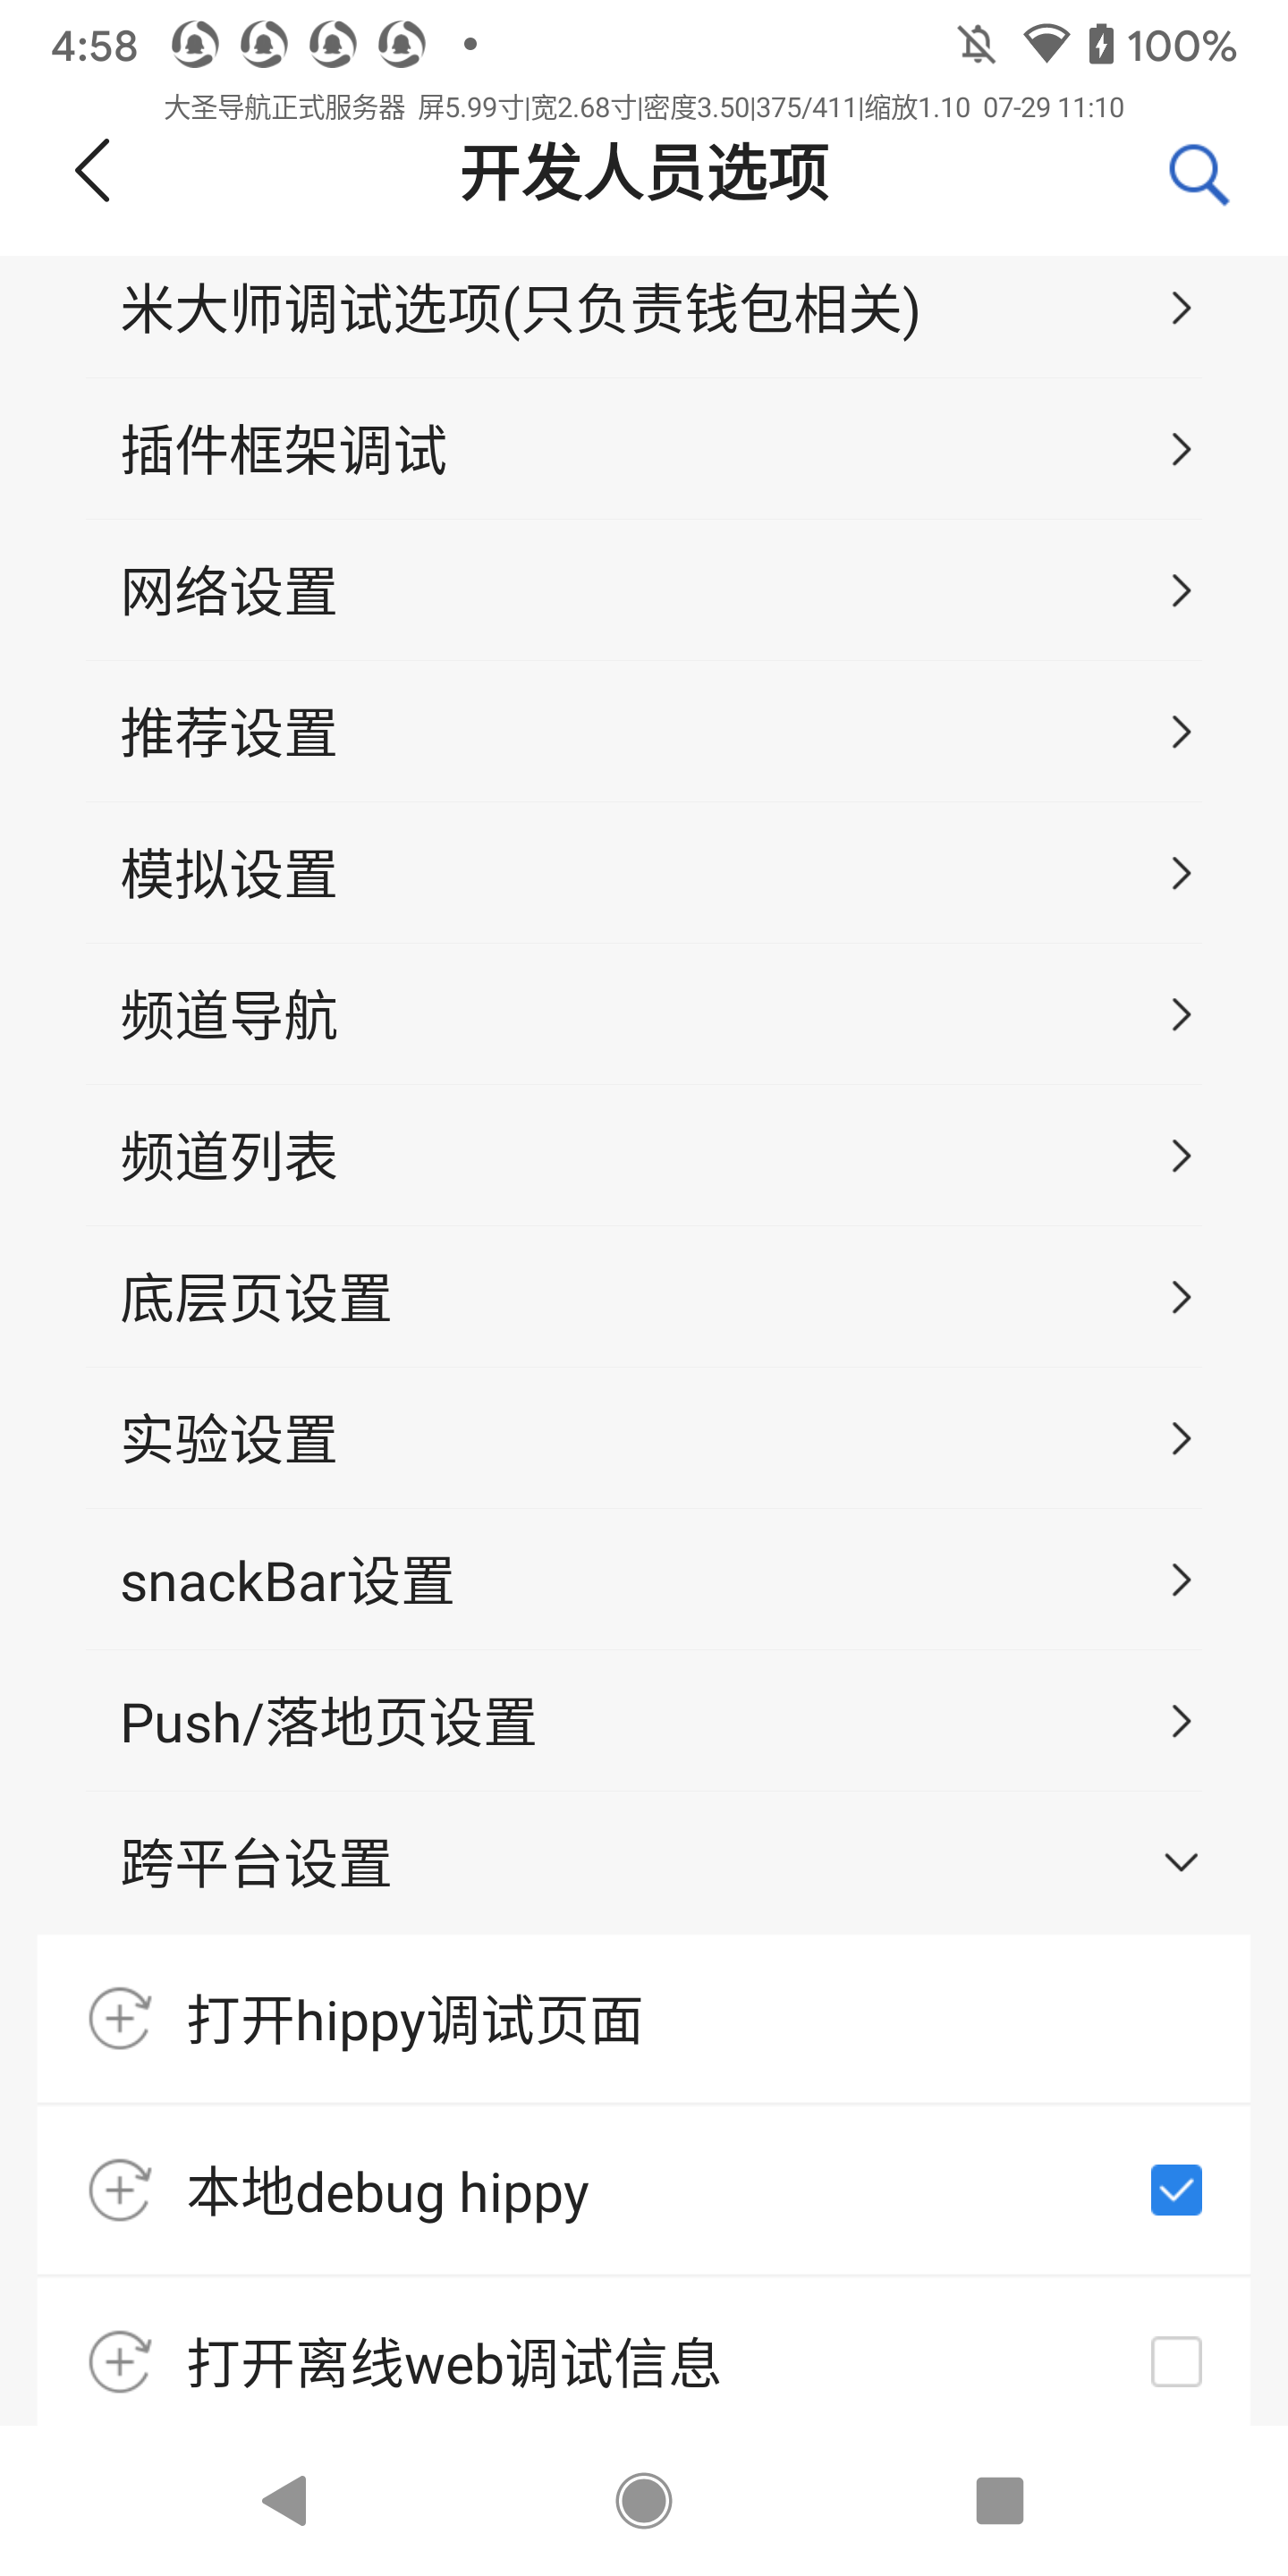 4:58
100%
大圣导航正式服务器 屏5.99寸|宽2.68寸|密度3.50|375/411|缩放1.10 07-29 11:10
开发人员选项
米大师调试选项(只负责钱包相关)
插件框架调试
网络设置
推荐设置
模拟设置
频道导航
频道列表
底层页设置
实验设置
snackBar设置
Push/落地页设置
跨平台设置
打开hippy调试页面
本地debug hippy
打开离线web调试信息